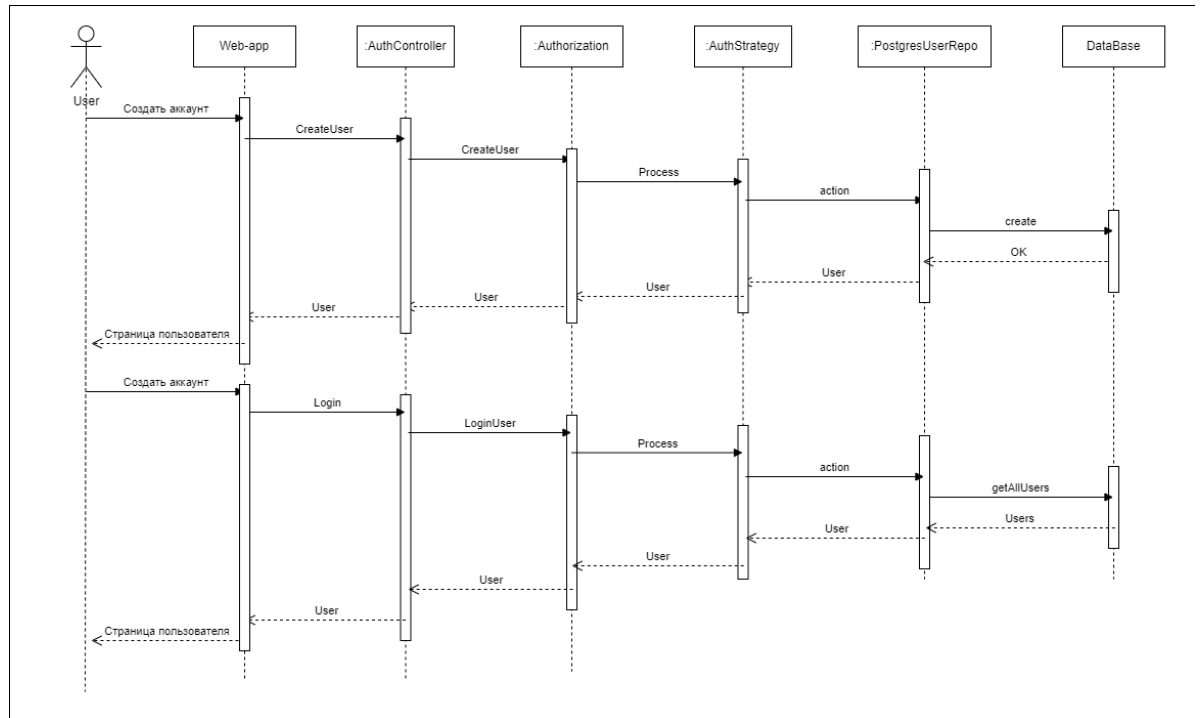 Web-app
:AuthController
:Authorization
:AuthStrategy
:PostgresUserRepo
DataBase
User
Создать аккаунт
CreateUser
CreateUser
Process
action
create
OK
User
User
User
User
Страница пользователя
Создать аккаунт
Login
LoginUser
Process
action
getAllUsers
Users
User
User
User
User
Страница пользователя